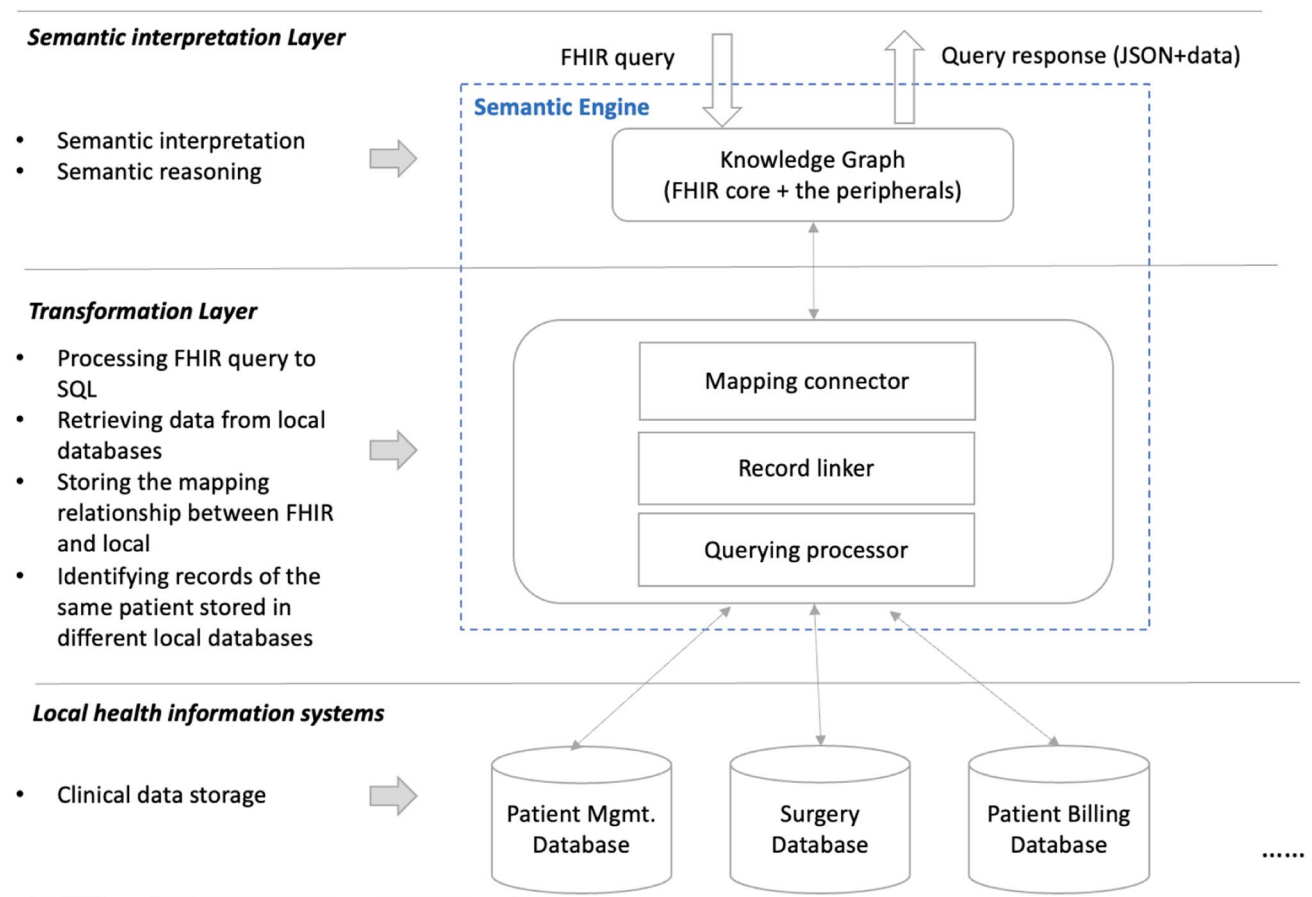 Semantic interpretation Layer
FHIR query
Query response (JSON+data)
Semantic Engine
• Semantic interpretation
• Semantic reasoning
Knowledge Graph
(FHIR core + the peripherals)
Transformation Layer
• Processing FHIR query to
SQL
• Retrieving data from local
databases
• Storing the mapping
relationship between FHIR
and local
• Identifying records of the
same patient stored in
different local databases
Mapping connector
Record linker
Querying processor
Local health information systems
• Clinical data storage
Patient Mgmt.
Database
Surgery
Database
Patient Billing
Database
......